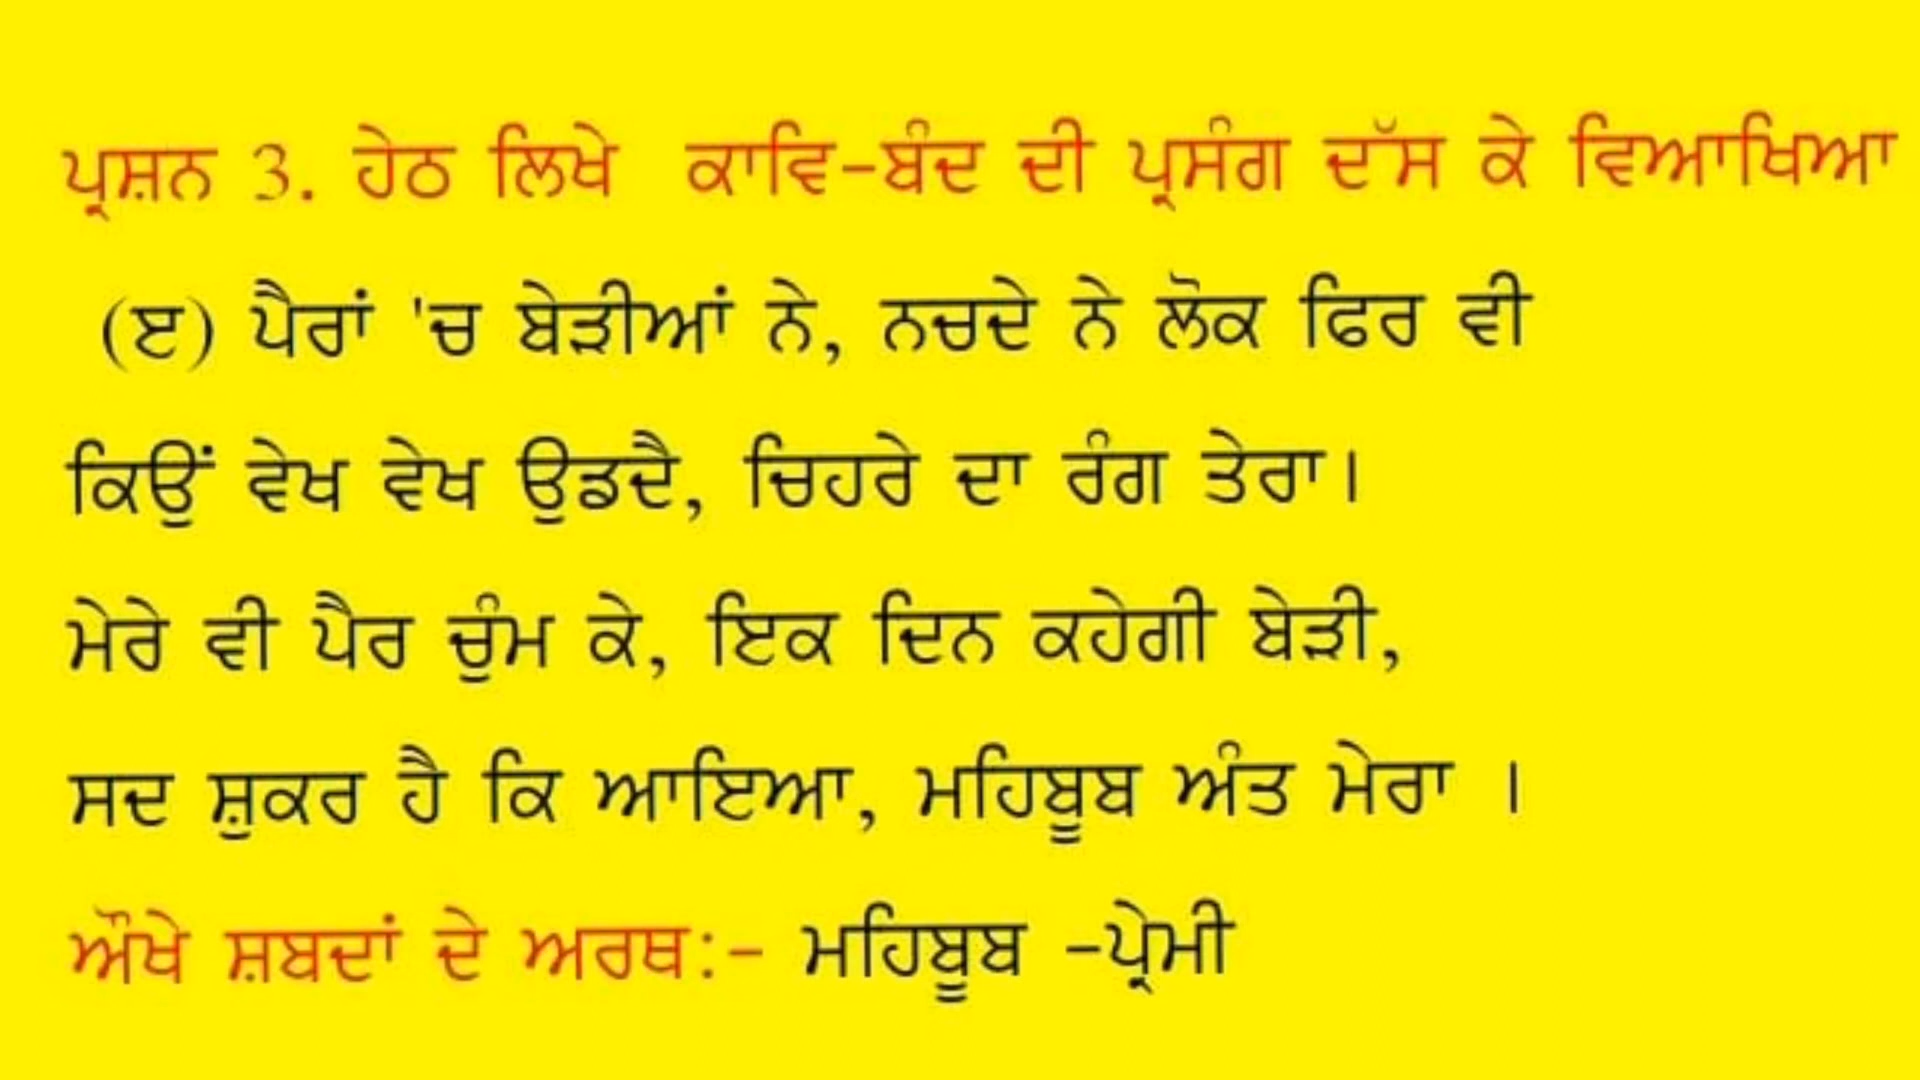 ਪ੍ਰਸ਼ਨ 3. ਹੇਠ ਲਿਖੇ ਕਾਵਿ-ਬੰਦ ਦੀ ਪ੍ਰਸੰਗ ਦੱਸ ਕੇ ਵਿਆਖਿਆ
(ੲ) ਪੈਰਾਂ 'ਚ ਬੇੜੀਆਂ ਨੇ, ਨਚਦੇ ਨੇ ਲੋਕ ਫਿਰ ਵੀ
ਕਿਉਂ ਵੇਖ ਵੇਖ ਉਡਦੈ, ਚਿਹਰੇ ਦਾ ਰੰਗ ਤੇਰਾ।
ਮੇਰੇ ਵੀ ਪੈਰ ਚੁੰਮ ਕੇ, ਇਕ ਦਿਨ ਕਹੇਗੀ ਬੇੜੀ,
ਸਦ ਸ਼ੁਕਰ ਹੈ ਕਿ ਆਇਆ, ਮਹਿਬੂਬ ਅੰਤ ਮੇਰਾ ।
ਔਖੇ ਸ਼ਬਦਾਂ ਦੇ ਅਰਥ:- ਮਹਿਬੂਬ -ਪ੍ਰੇਮੀ